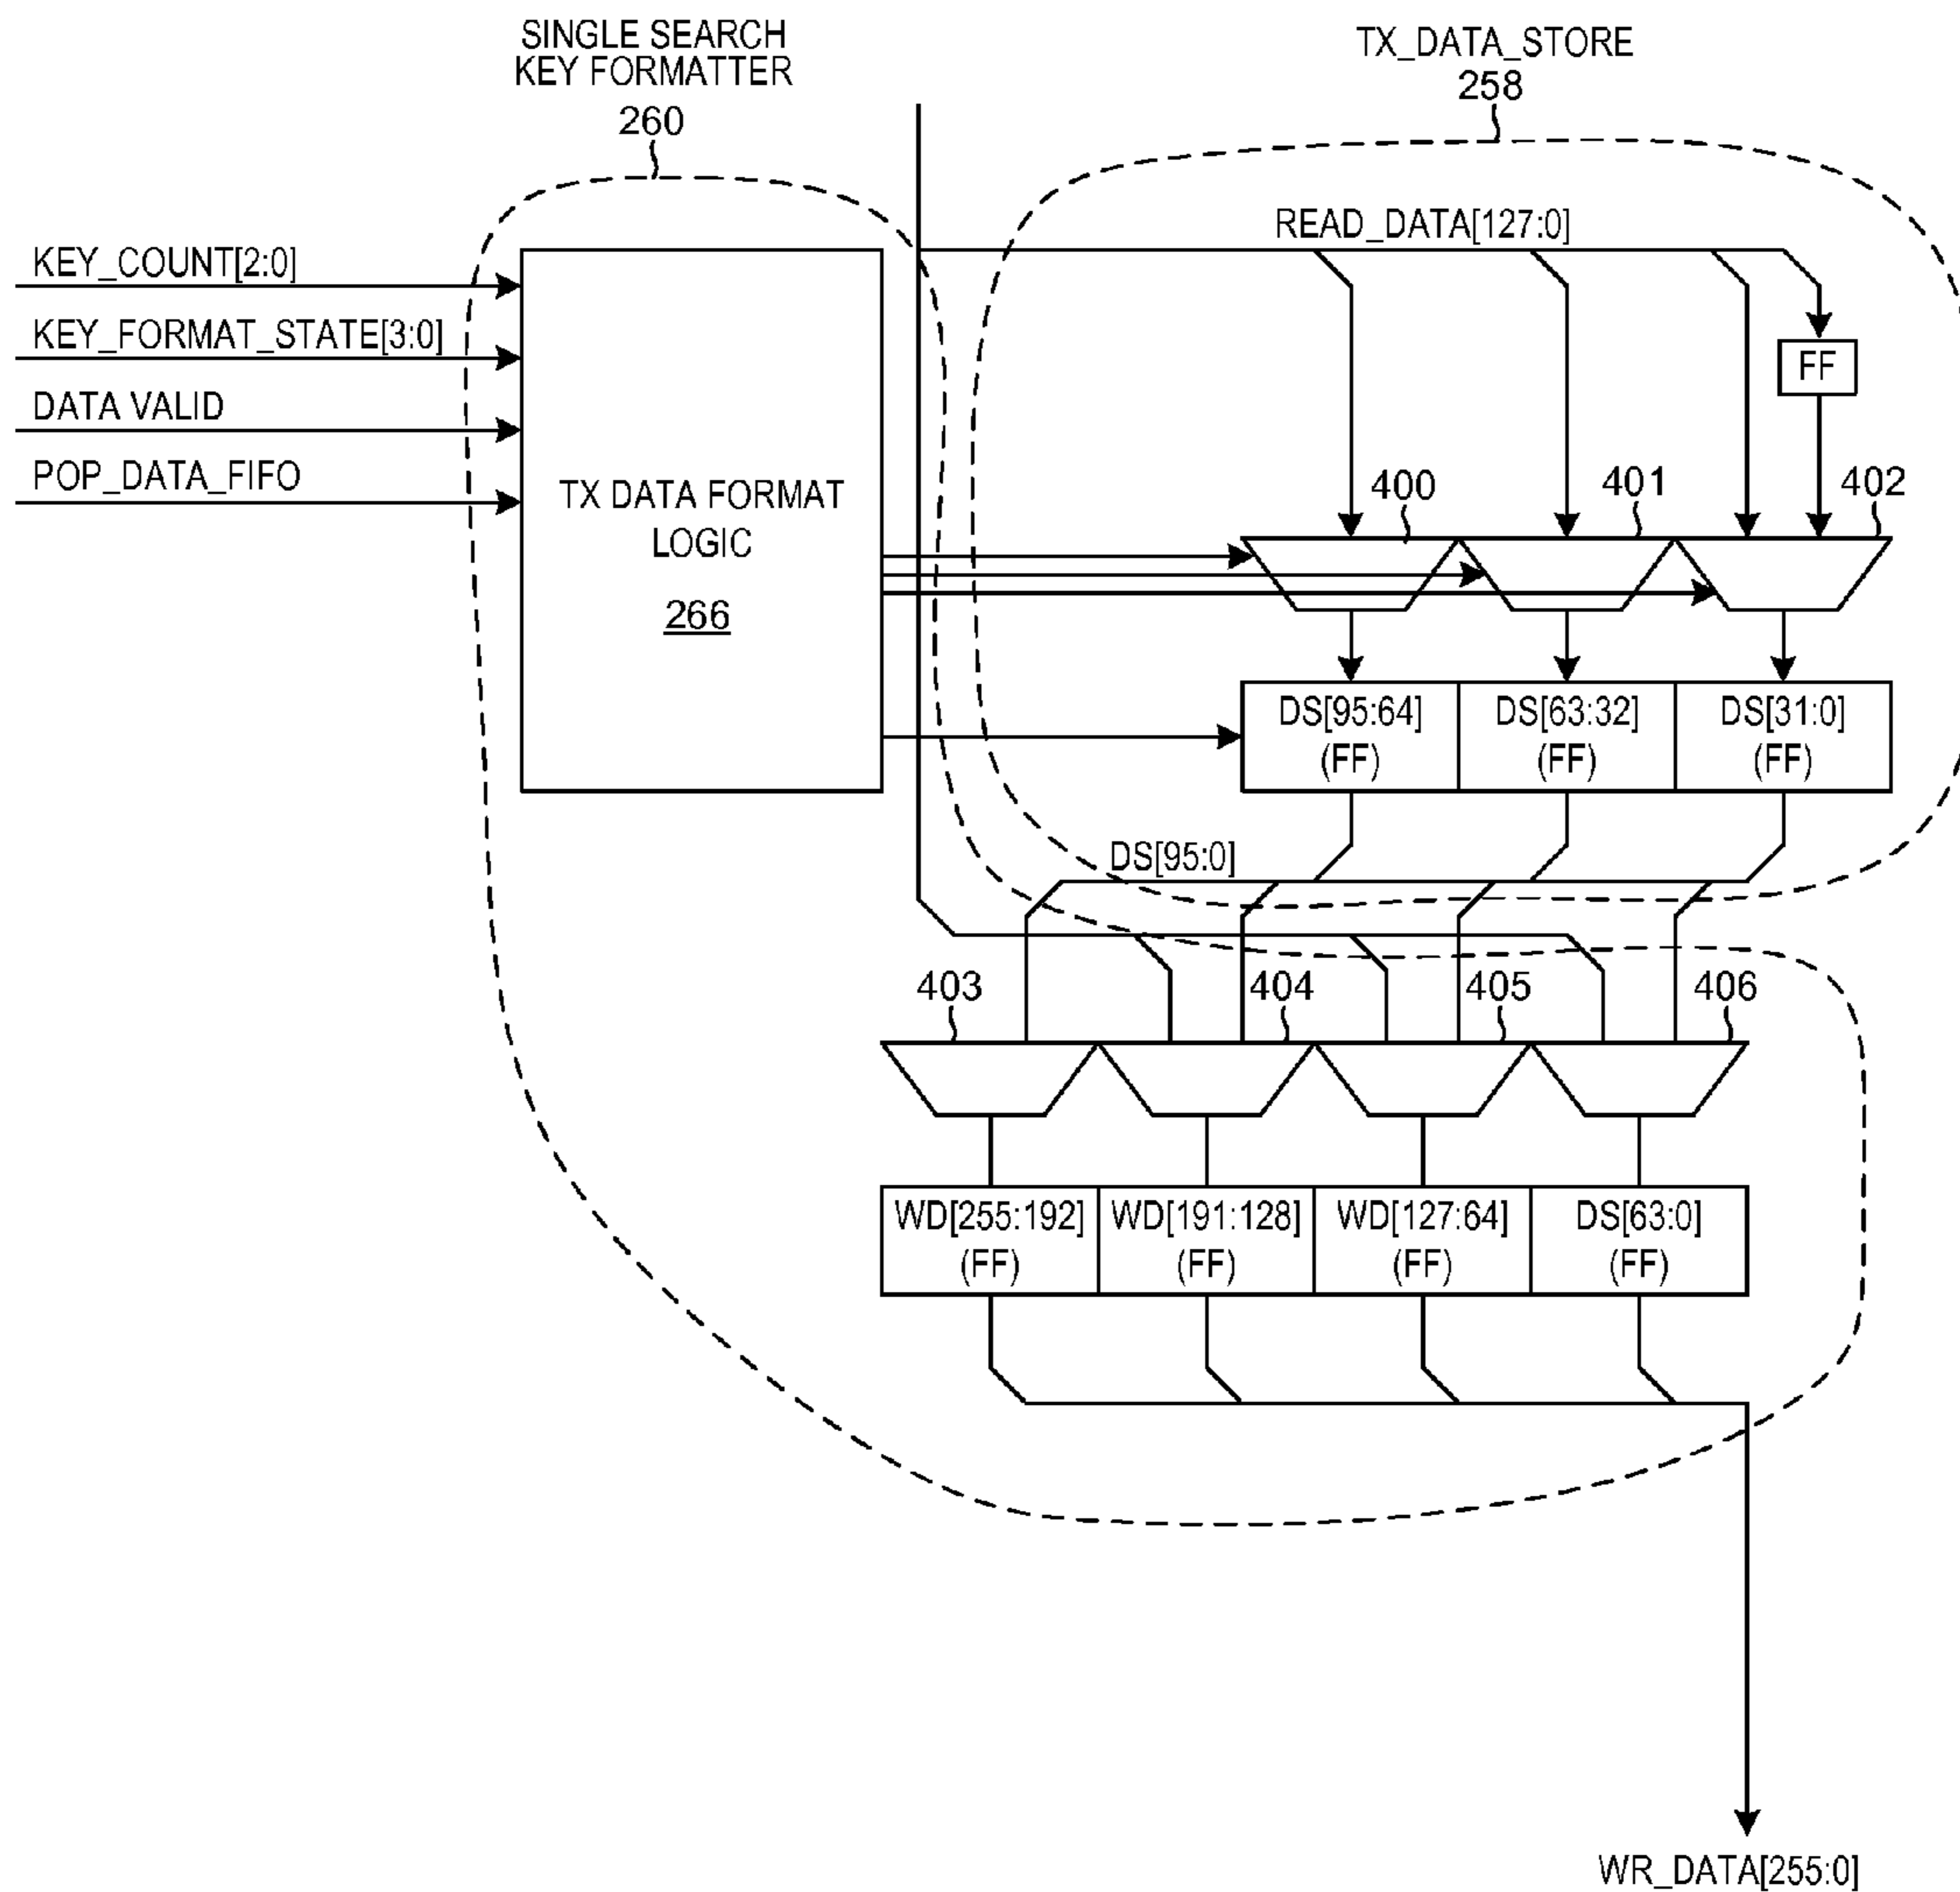 SINGLE SEARCH
KEY FORMATTER
260
TX_DATA_STORE
258
READ_DATA[127:0]
KEY_COUNT[2:0]
KEY_FORMAT_STATE[3:0]
DATA VALID
POP_DATA_FIFO
TX DATA FORMAT
LOGIC
266
FF
400
401
402
DS[95:64]
(FF)
DS[63:32]
(FF)
DS[31:0]
(FF)
DS[95:0]
403
404
405
406
WD[255:192]
(FF)
WD[191:128]
(FF)
WD[127:64]
(FF)
DS[63:0]
(FF)
WR_DATA[255:0]